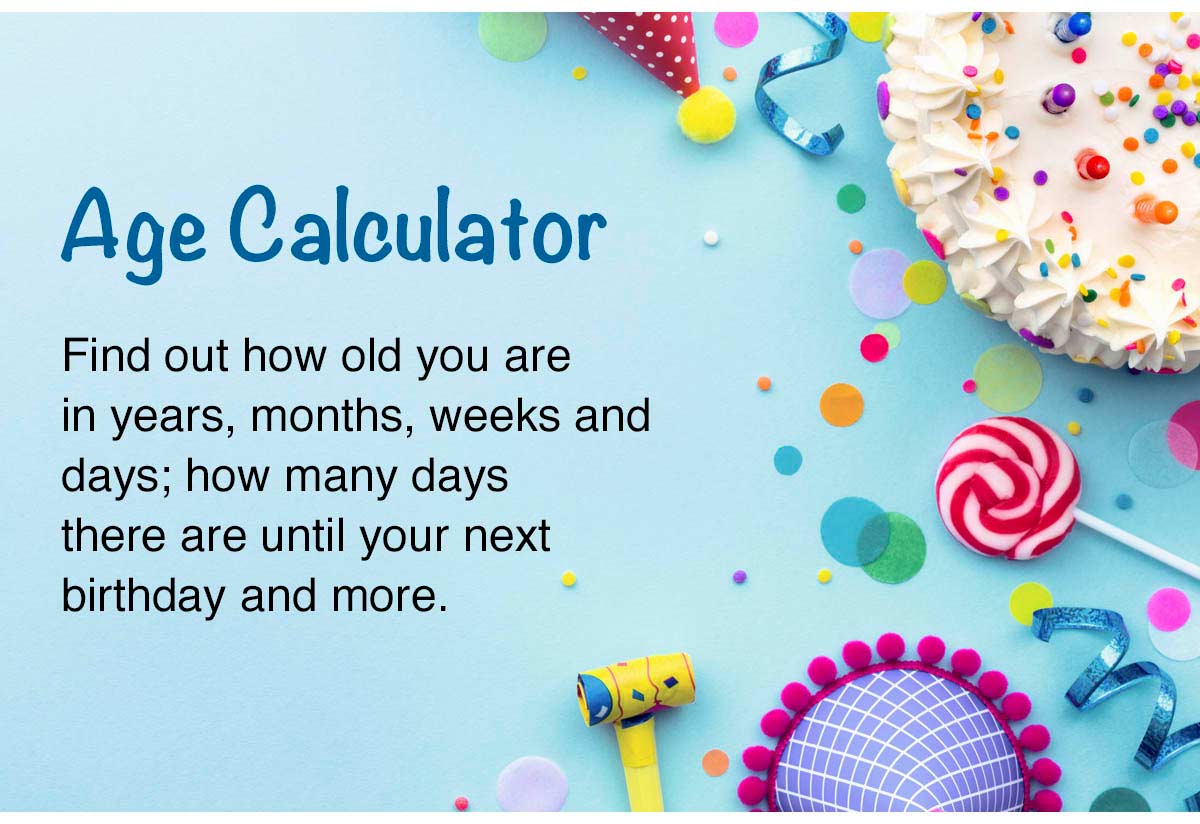 Age Calculator
Find out how old you are
in years, months, weeks and
days; how many days
there are until your next
birthday and more.